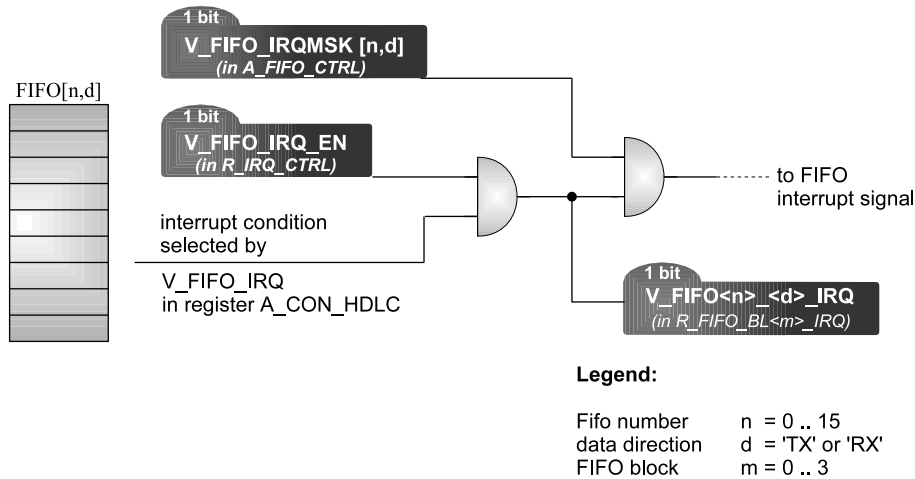 1 bit
V_FIFO_IRQMSK [n,d]
(in A_FIFO_CTRL)
FIFO[n,d]
1 bit
V_FIFO_IRQ_EN
(in R_IRQ_CTRL)
to FIFO
interrupt signal
interrupt condition
selected by
V_FIFO_IRQ
in register A_CON_HDLC
1 bit
V_FIFO<n>_<d>_IRQ
(in R_FIFO_BL<m>_IRQ)
Legend:
Fifo number n = 0 .. 15
data direction d = 'TX' or 'RX'
FIFO block m = 0 .. 3